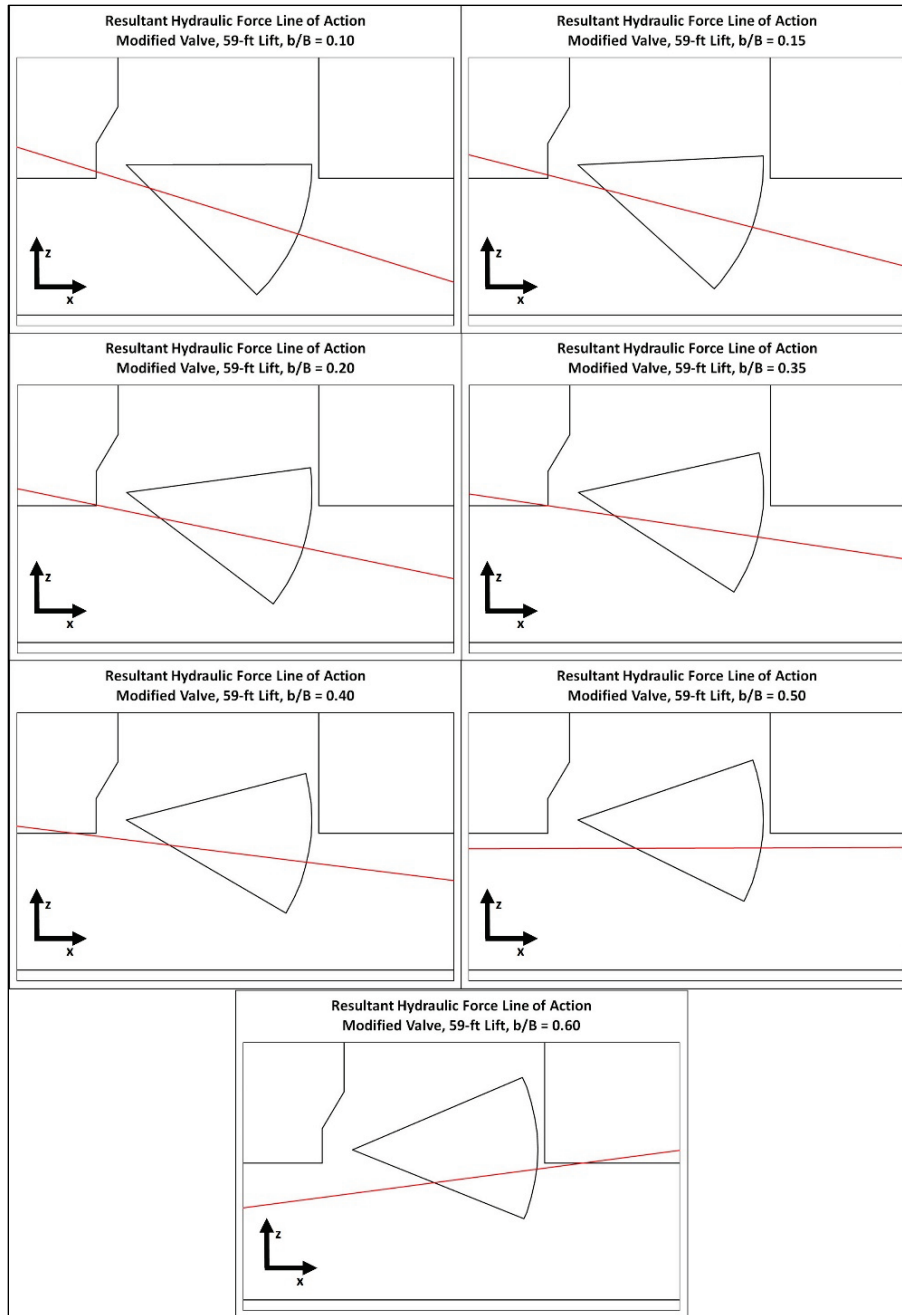 Resultant Hydraulic Force Line of Action
Modified Valve, 59-ft Lift, b/B = 0.10
z
x
Resultant Hydraulic Force Line of Action
Modified Valve, 59-ft Lift, b/B = 0.15
z
x
Resultant Hydraulic Force Line of Action
Modified Valve, 59-ft Lift, b/B = 0.20
z
x
Resultant Hydraulic Force Line of Action
Modified Valve, 59-ft Lift, b/B = 0.35
z
x
Resultant Hydraulic Force Line of Action
Modified Valve, 59-ft Lift, b/B = 0.40
z
x
Resultant Hydraulic Force Line of Action
Modified Valve, 59-ft Lift, b/B = 0.50
z
x
Resultant Hydraulic Force Line of Action
Modified Valve, 59-ft Lift, b/B = 0.60
z
x